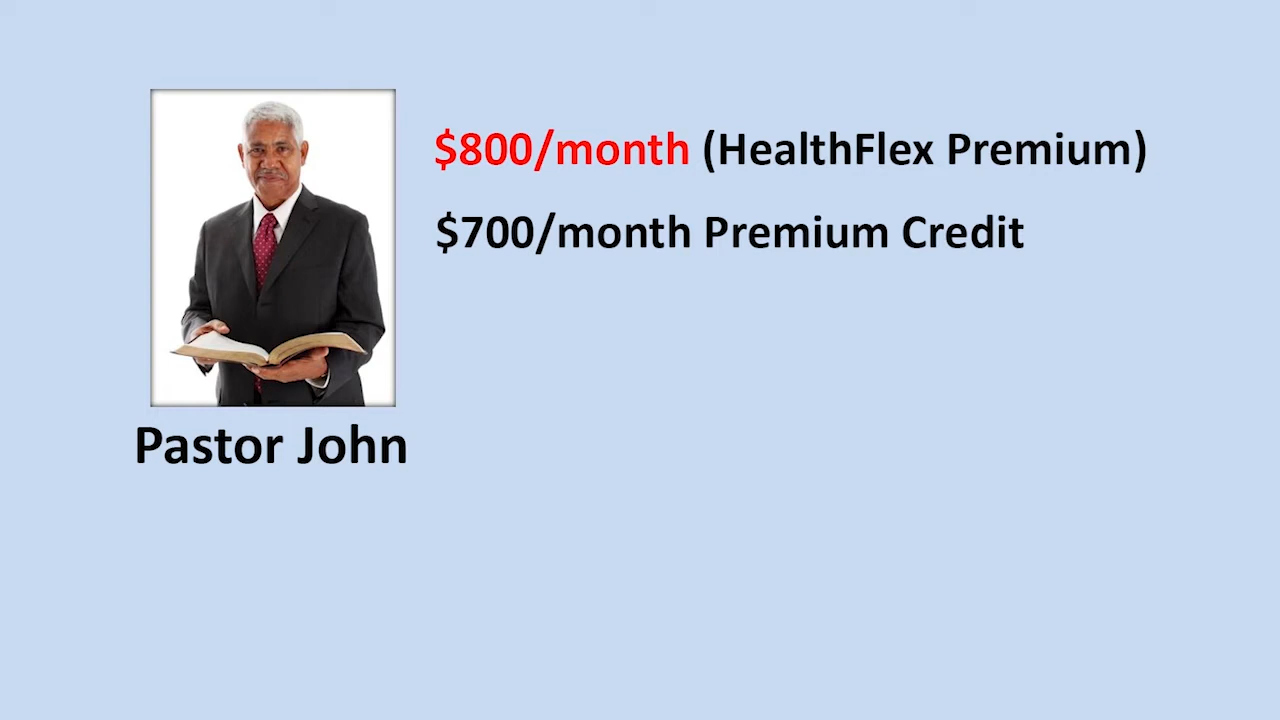 $800/month (HealthFlex Premium)
$700/month Premium Credit
Pastor John